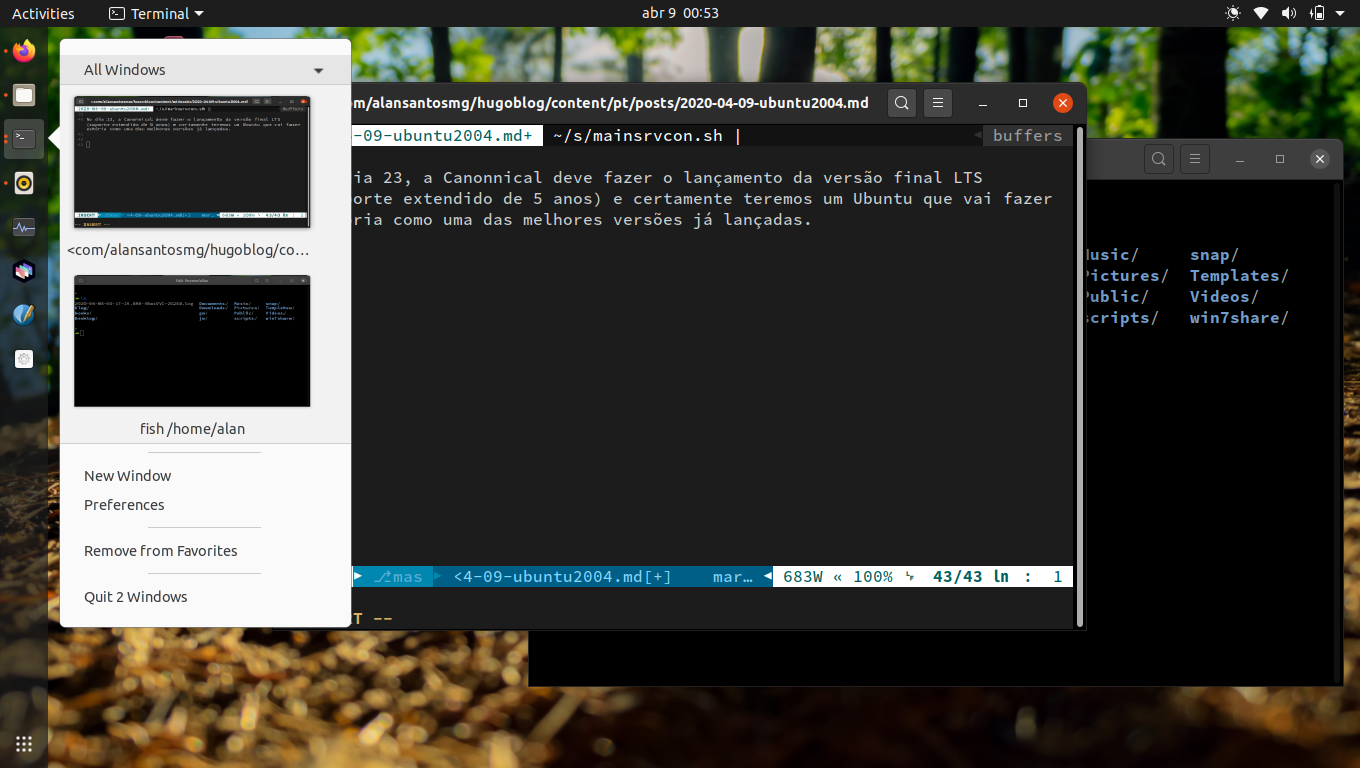 Activities
Terminal
abr 9 00:53
All Windows
<com/alansantosmg/hugoblog/co…
fish /home/alan
New Window
Preferences
Remove from Favorites
Quit 2 Windows
m/alansantosmg/hugoblog/content/pt/posts/2020-04-09-ubuntu2004.md
-09-ubuntu2004.md+ ~/s/mainsrvcon.sh | buffers
ia 23, a Canonnical deve fazer o lançamento da versão final LTS
orte extendido de 5 anos) e certamente teremos um Ubuntu que vai fazer
ria como uma das melhores versões já lançadas.
mas <4-09-ubuntu2004.md[+] mar… 683W « 100% ␤ 43/43 ln : 1
T --
usic/ snap/
Pictures/ Templates/
Public/ Videos/
scripts/ win7share/